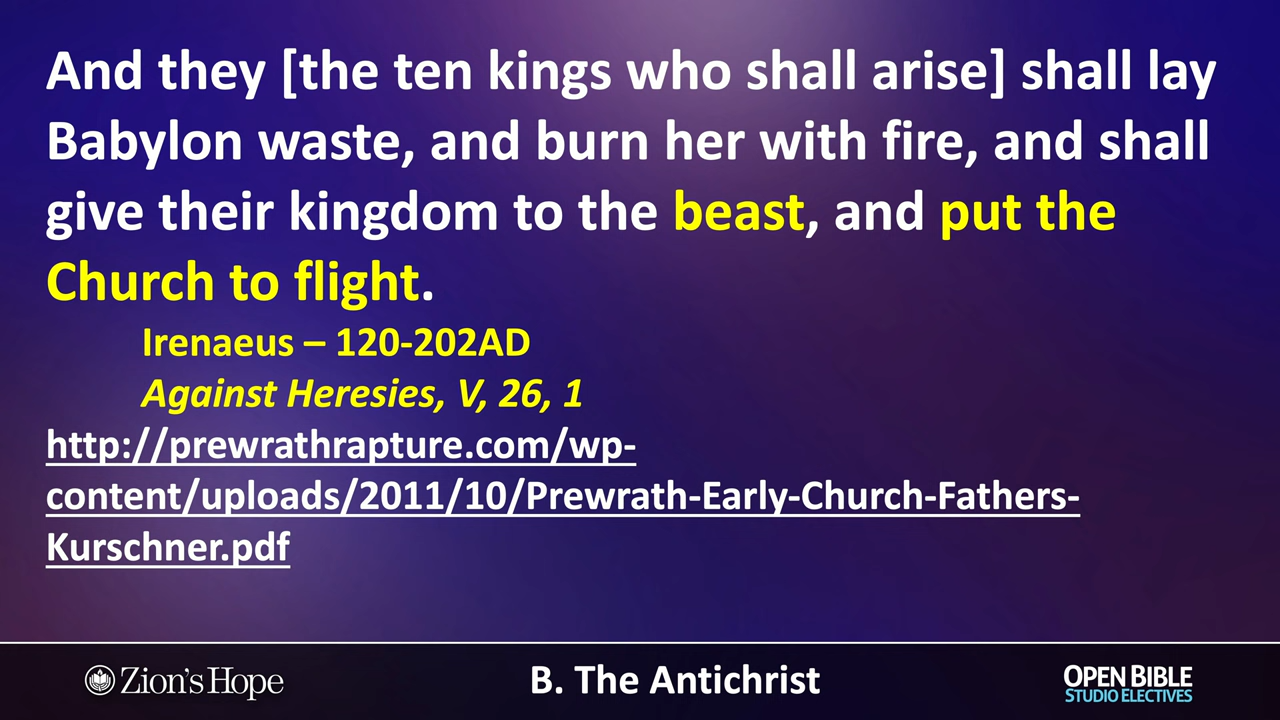 And they [the ten kings who shall arise] shall lay
Babylon waste, and burn her with fire, and shall
give their kingdom to the beast, and put the
Church to flight.
Irenaeus – 120-202AD
Against Heresies, V, 26, 1
http://prewrathrapture.com/wp-
content/uploads/2011/10/Prewrath-Early-Church-Fathers-
Kurschner.pdf
Zion's Hope
B. The Antichrist
OPEN BIBLE
STUDIO ELECTIVES